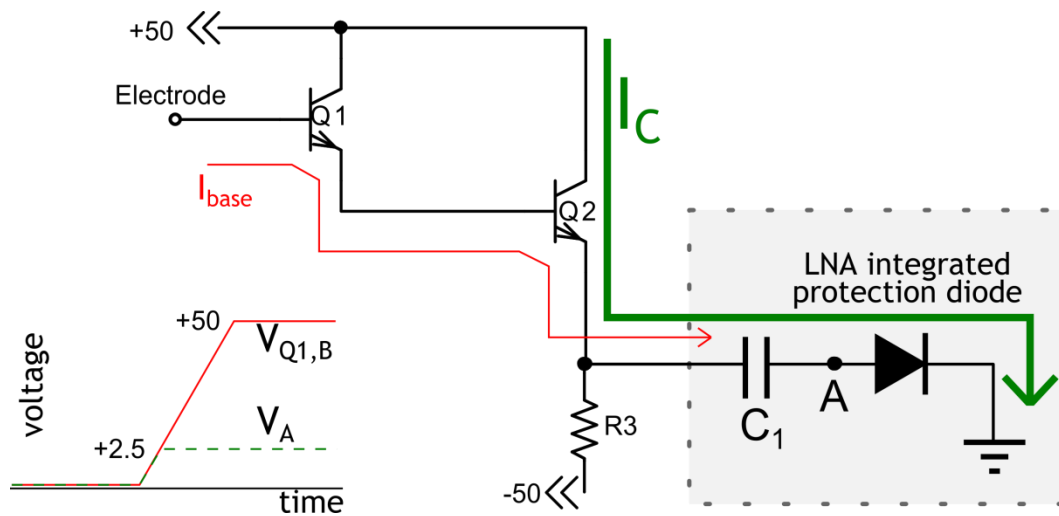 +50
Electrode
Q1
I_C
I_base
Q2
LNA integrated
protection diode
+50
V_Q1,B
voltage
A
C_1
R3
V_A
+2.5
-50
time